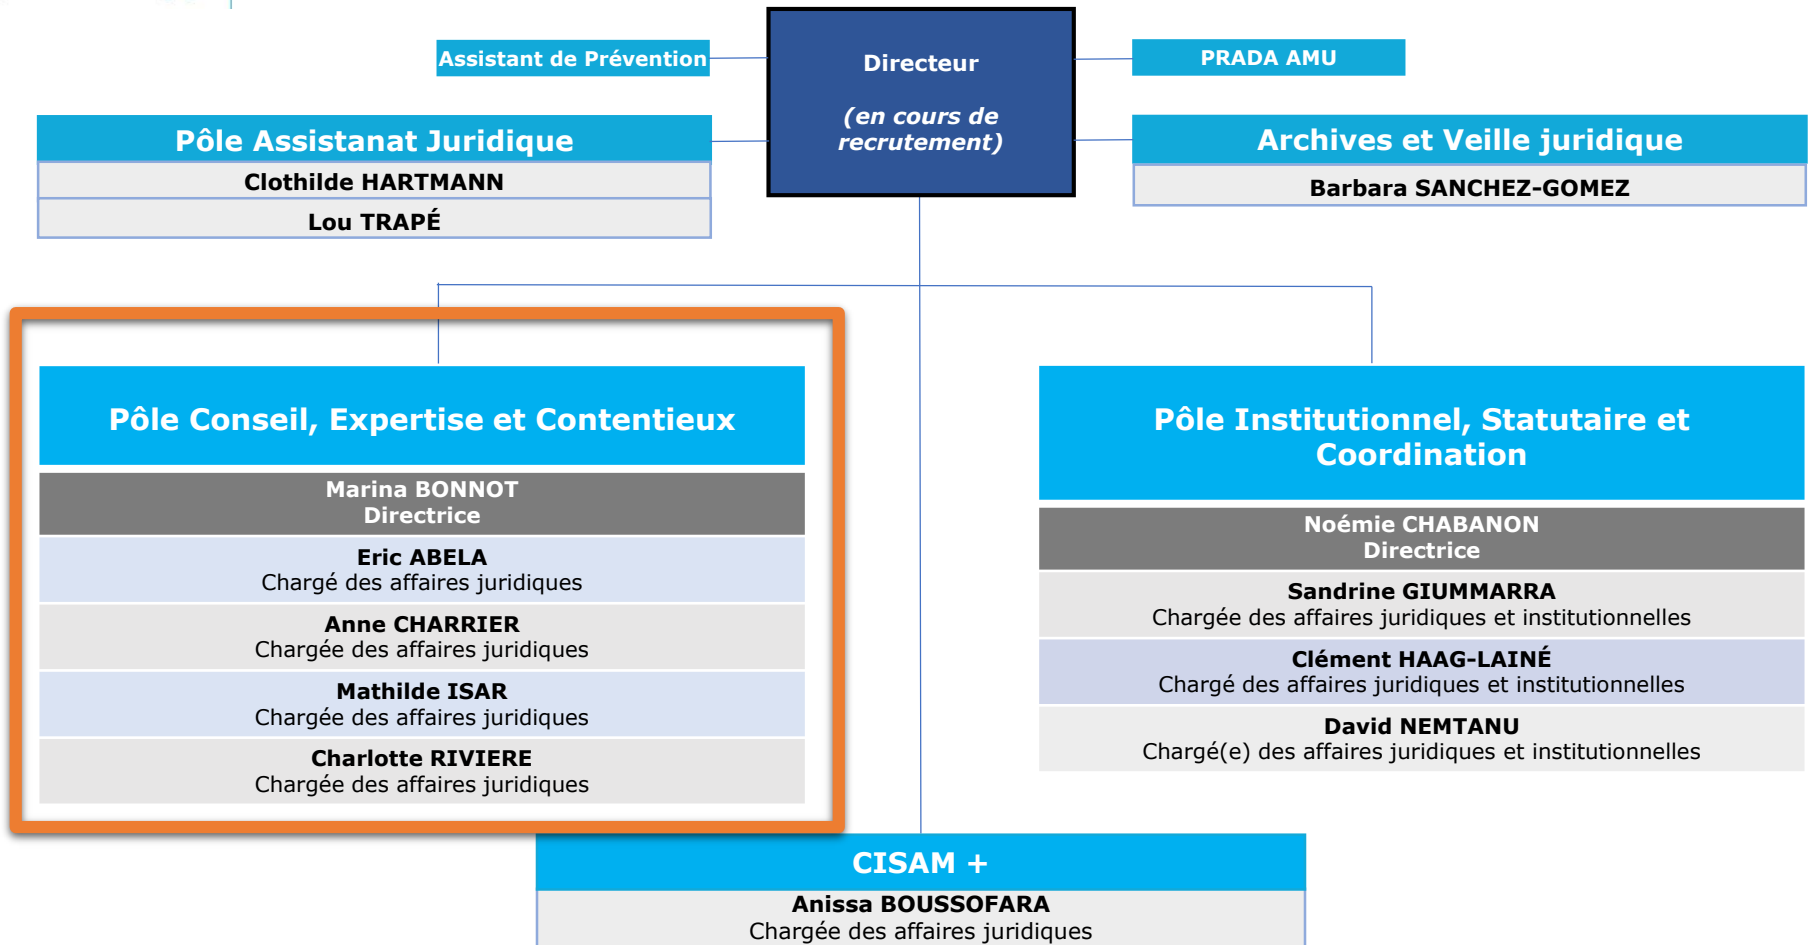 Assistant de Prévention
Directeur
(en cours de
recrutement)
PRADA AMU
Pôle Assistanat Juridique
Clothilde HARTMANN
Lou TRAPÉ
Archives et Veille juridique
Barbara SANCHEZ-GOMEZ
Pôle Conseil, Expertise et Contentieux
Marina BONNOT
Directrice
Eric ABELA
Chargé des affaires juridiques
Anne CHARRIER
Chargée des affaires juridiques
Mathilde ISAR
Chargée des affaires juridiques
Charlotte RIVIERE
Chargée des affaires juridiques
Pôle Institutionnel, Statutaire et
Coordination
Noémie CHABANON
Directrice
Sandrine GIUMMARRA
Chargée des affaires juridiques et institutionnelles
Clément HAAG-LAINÉ
Chargé des affaires juridiques et institutionnelles
David NEMTANU
Chargé(e) des affaires juridiques et institutionnelles
CISAM +
Anissa BOUSSOFARA
Chargée des affaires juridiques